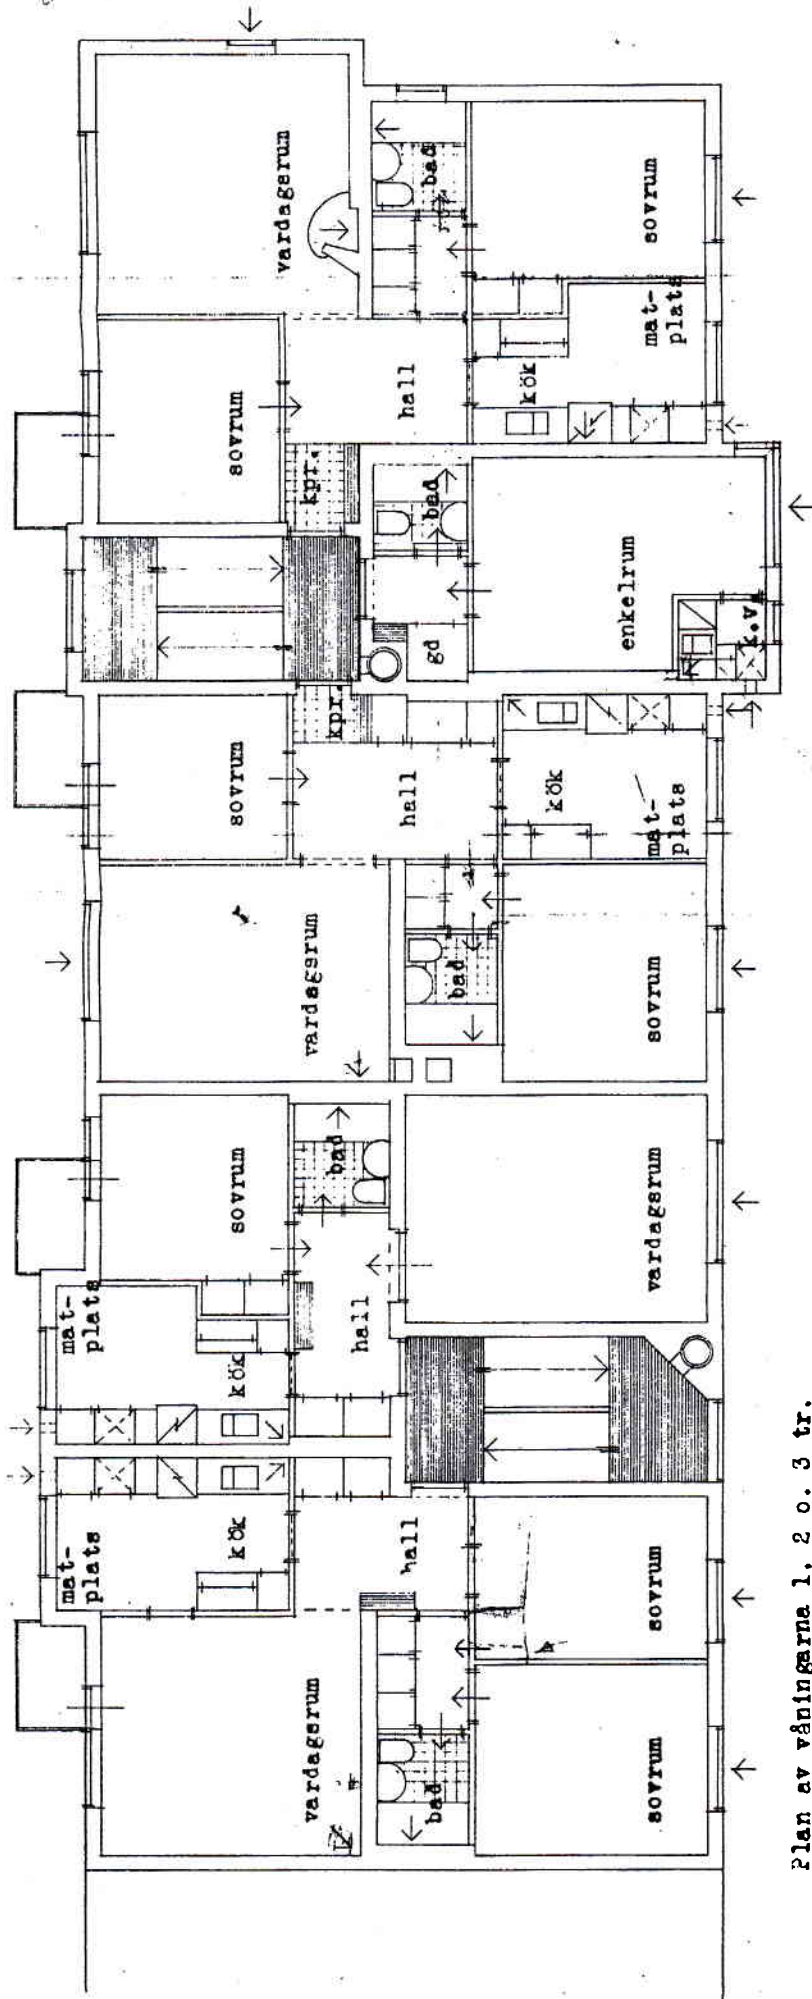 mat-
plats
mat-
plats
kök
kök
sovrum
sovrum
sovrum
vardagsrum
bad
vardagsrum
kpr.
kpr.
vardagsrum
hall
hall
hall
hall
bad
bad
gd
bad
bad
kök
kök
sovrum
sovrum
vardagsrum
sovrum
mat-
plats
enkelrum
mat-
plats
sovrum
k.v.
Plan av våningarna 1, 2 o. 3 tr.